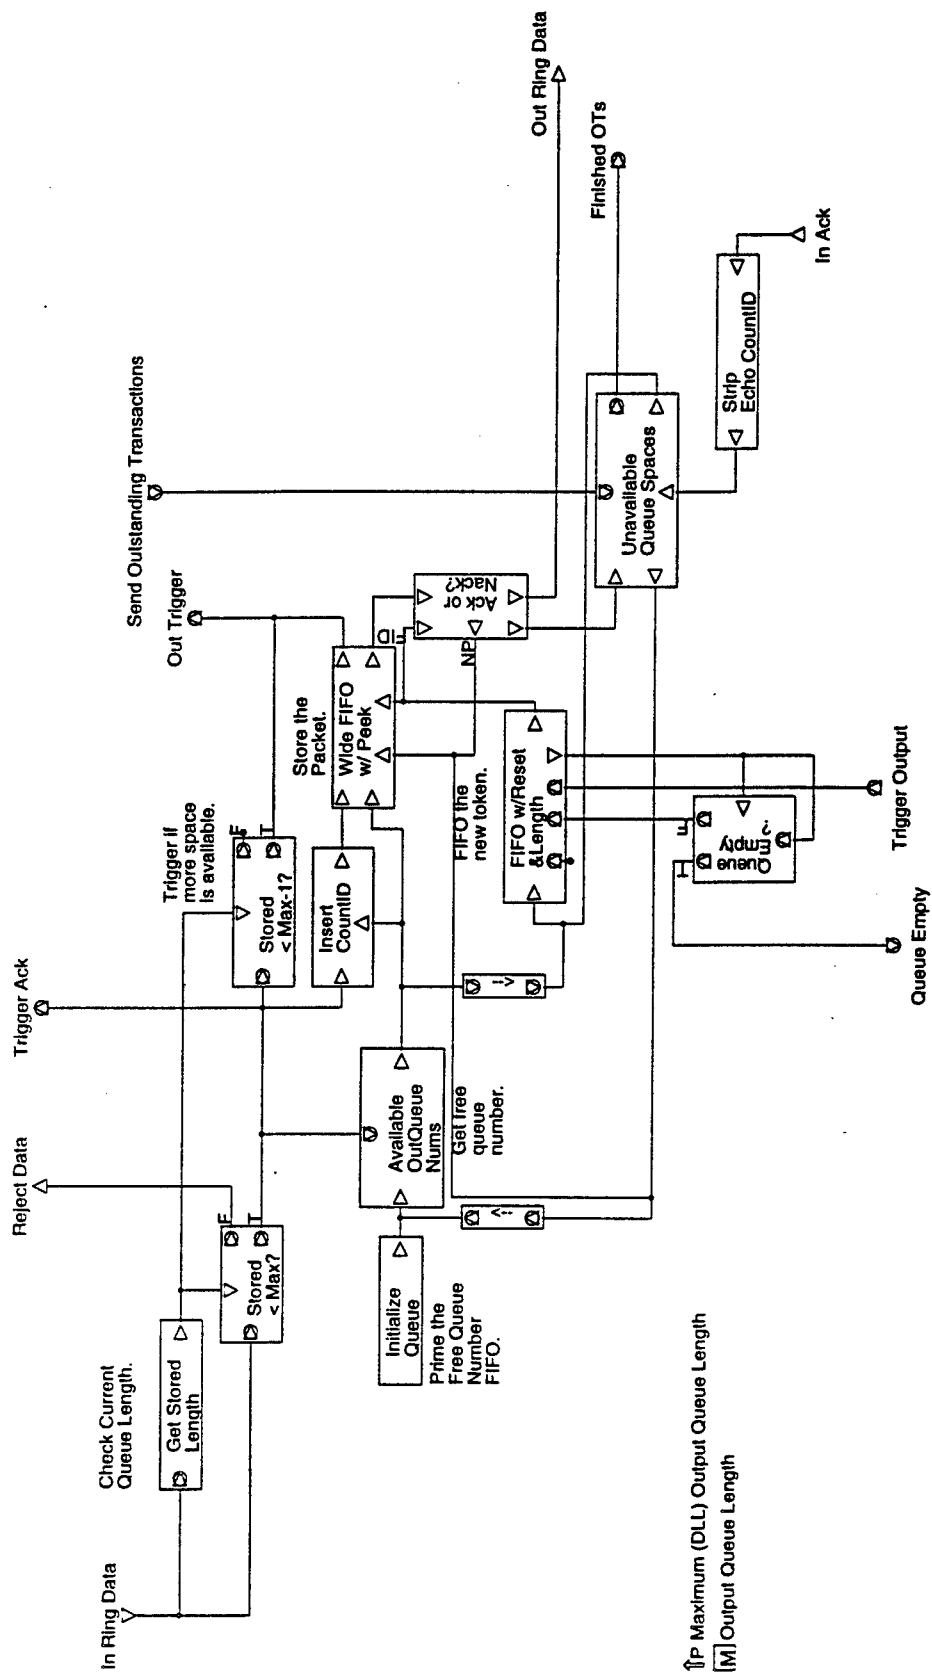 In Ring Data
Check Current
Queue Length.
Get Stored
Length
Stored
< Max?
F
T
Reject Data
Trigger Ack
Initialize
Queue
Prime the
Free Queue
Number
FIFO.
Available
OutQueue
Nums
Get free
queue
number.
Trigger if
more space
is available.
Stored
< Max-1?
F
T
Insert
CountID
Store the
Packet.
Wide FIFO
w/ Peek
Out Trigger
Send Outstanding Transactions
FIFO the
new token.
FIFO w/Reset
&Length
NP
Ack or
Nack?
Unavailable
Queue Spaces
Strip
Echo CountID
In Ack
Finished OTs
Out Ring Data
Queue
Empty
?
T
F
Queue Empty
Trigger Output
⇑P Maximum (DLL) Output Queue Length
[M] Output Queue Length